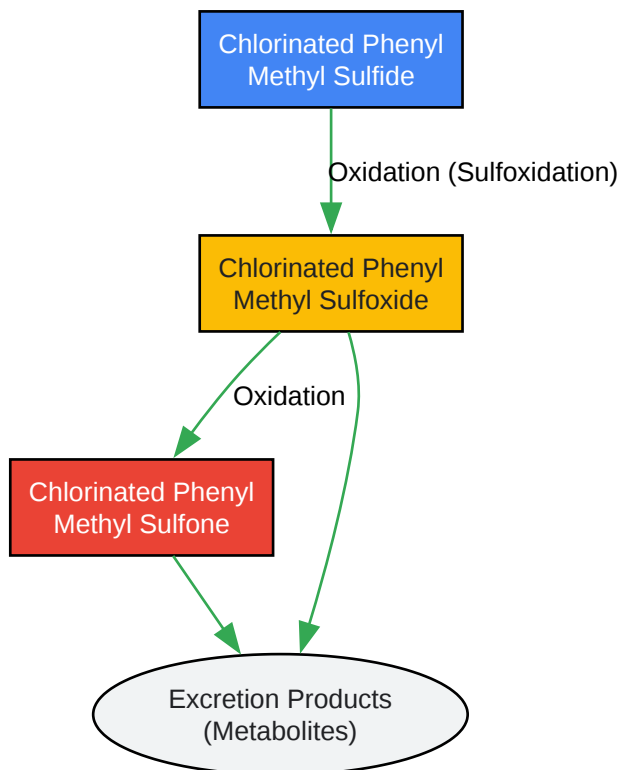 Chlorinated Phenyl
Methyl Sulfide
Oxidation (Sulfoxidation)
Chlorinated Phenyl
Methyl Sulfoxide
Oxidation
Chlorinated Phenyl
Methyl Sulfone
Excretion Products
(Metabolites)